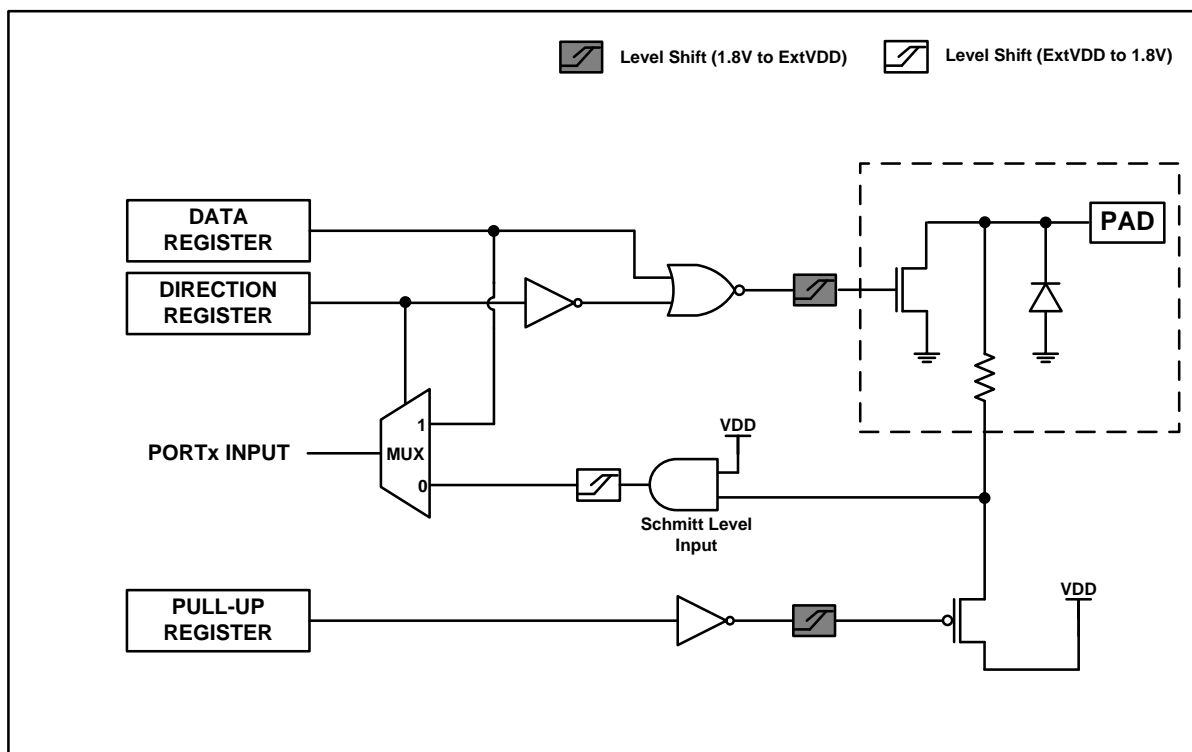 Level Shift (1.8V to ExtVDD)
Level Shift (ExtVDD to 1.8V)
DATA
REGISTER
PAD
DIRECTION
REGISTER
1
VDD
PORTx INPUT
MUX
0
Schmitt Level
Input
VDD
PULL-UP
REGISTER